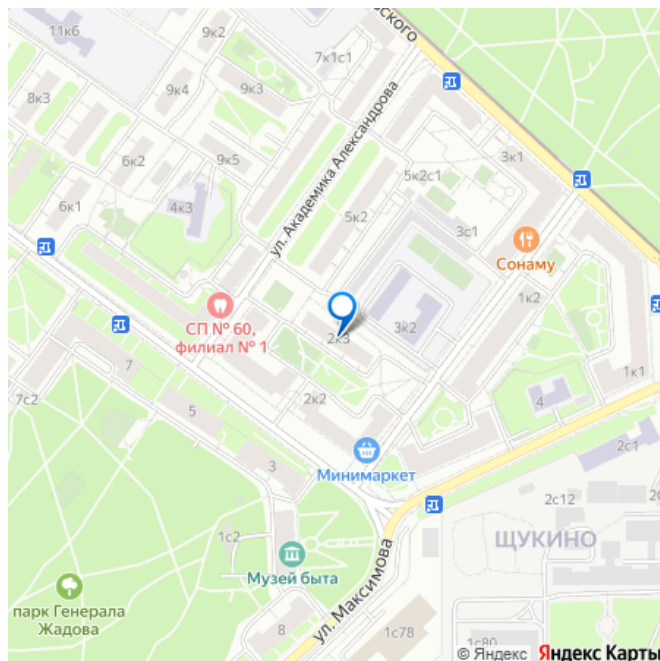 11к6
9к2
ского
7к1с1
8к3
9к4
9к3
ул. Академика Александрова
6к2
9к5
5к2с1
3к1
6к1
4к3
5к2
3с1
Сонаму
СП № 60,
филиал № 1
1к2
2к3
3к2
7
1к1
7с2
5
2к2
4
3
Минимаркет
2с1
2с12
1с2
ЩУКИНО
Музей быта
ул. Максимова
парк Генерала
Жадова
8
1с78
1с80
© Яндекс Яндекс Карты